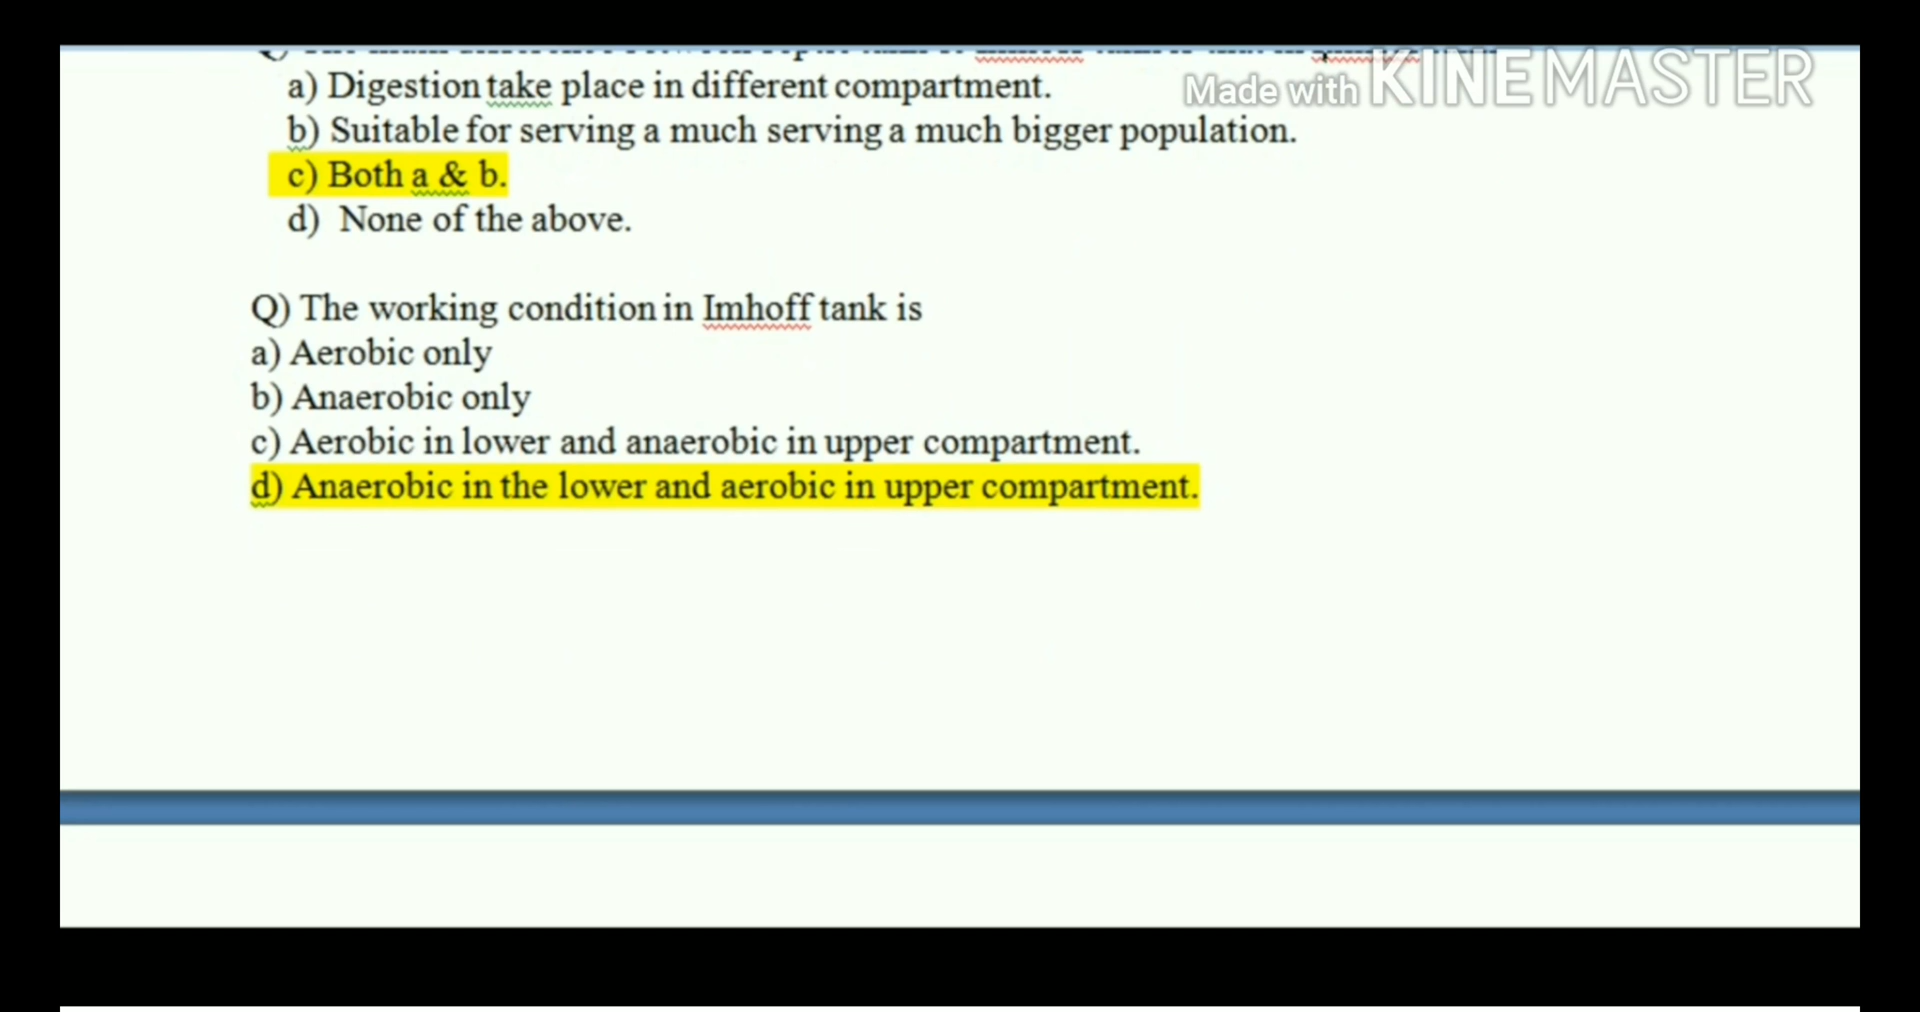 a) Digestion take place in different compartment.
Made with KINEMASTER
b) Suitable for serving a much serving a much bigger population.
c) Both a & b.
d) None of the above.
Q) The working condition in Imhoff tank is
a) Aerobic only
b) Anaerobic only
c) Aerobic in lower and anaerobic in upper compartment.
d) Anaerobic in the lower and aerobic in upper compartment.